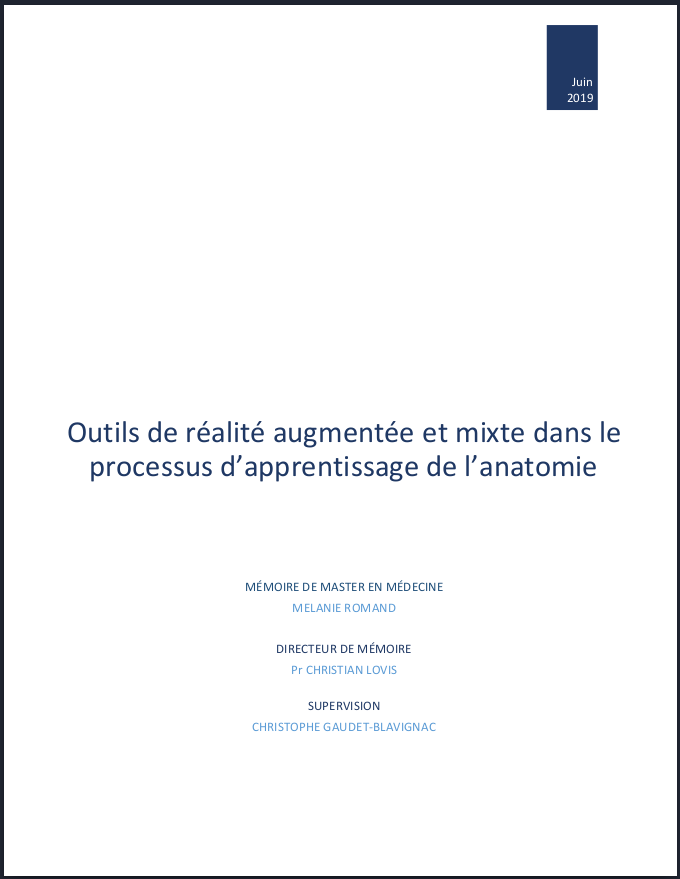 Juin
2019
Outils de réalité augmentée et mixte dans le
processus d’apprentissage de l’anatomie
MÉMOIRE DE MASTER EN MÉDECINE
MELANIE ROMAND
DIRECTEUR DE MÉMOIRE
Pr CHRISTIAN LOVIS
SUPERVISION
CHRISTOPHE GAUDET-BLAVIGNAC